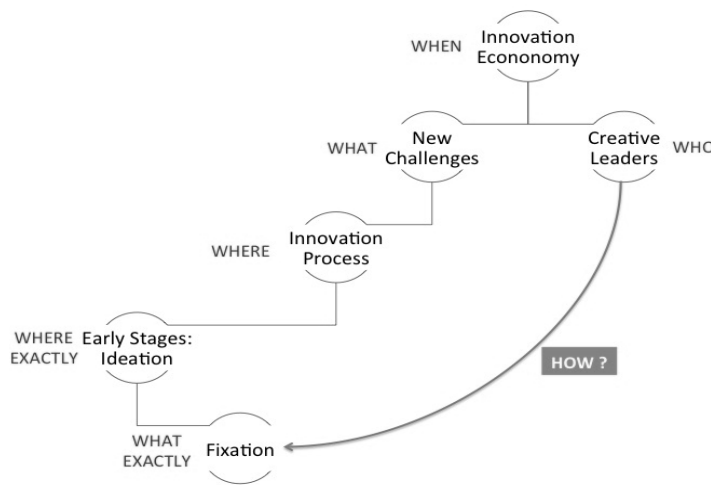 WHEN
Innovation
Econonomy
WHAT
New
Challenges
Creative
Leaders
WHO
WHERE
Innovation
Process
WHERE
EXACTLY
Early Stages:
Ideation
HOW ?
WHAT
EXACTLY
Fixation